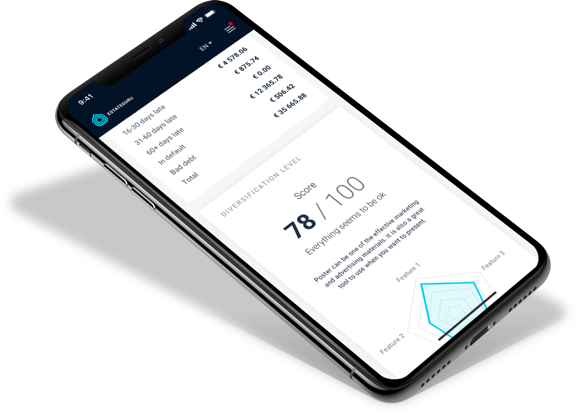 9:41
ESTATEGURU
EN
16-30 days late € 4 578.06
31-60 days late € 875.74
60+ days late € 0.00
In default € 12 365.78
Bad debt € 506.42
Total € 35 665.88
DIVERSIFICATION LEVEL
Score
78 / 100
Everything seems to be ok
Poster can be one of the effective marketing
and advertising materials. It is also a great
tool to use when you want to present.
Feature 1
Feature 3
Feature 2